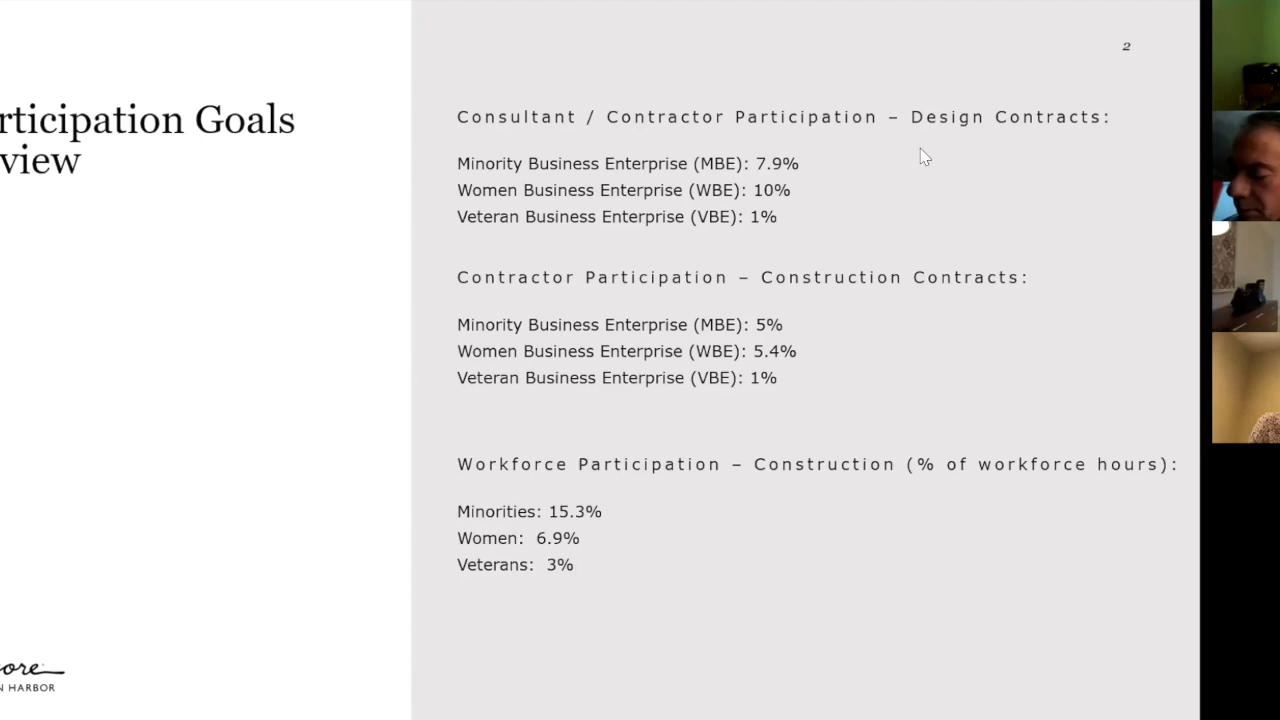 2
rticipation Goals
view
Consultant / Contractor Participation – Design Contracts:
Minority Business Enterprise (MBE): 7.9%
Women Business Enterprise (WBE): 10%
Veteran Business Enterprise (VBE): 1%
Contractor Participation – Construction Contracts:
Minority Business Enterprise (MBE): 5%
Women Business Enterprise (WBE): 5.4%
Veteran Business Enterprise (VBE): 1%
Workforce Participation – Construction (% of workforce hours):
Minorities: 15.3%
Women: 6.9%
Veterans: 3%
ore
N HARBOR